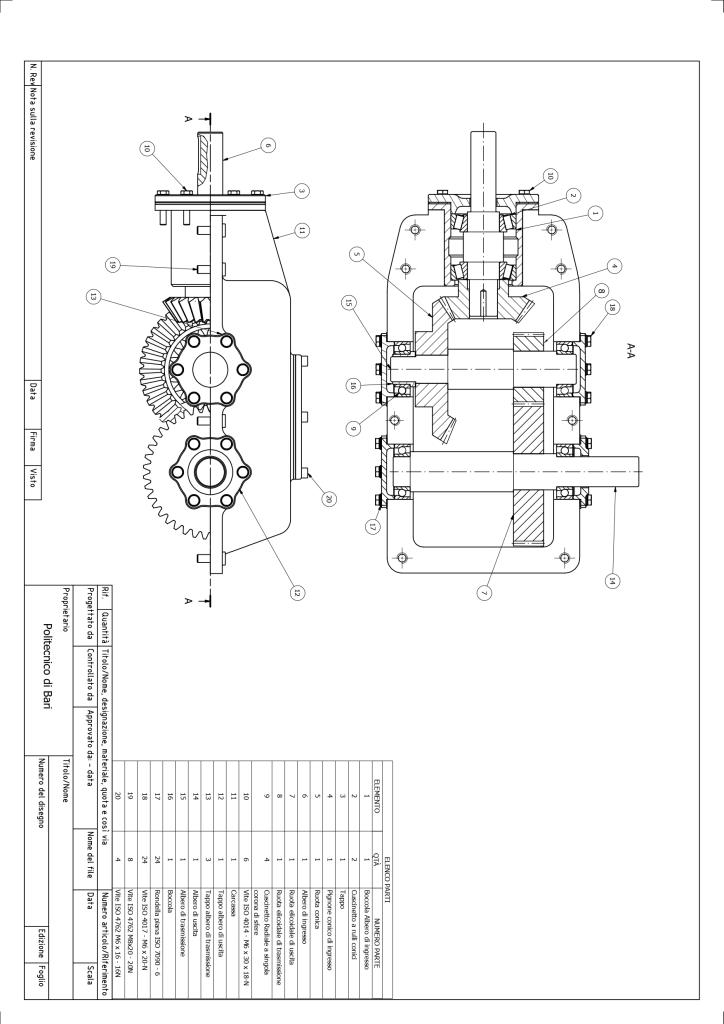 A-A
14
18
8
4
1
2
10
5
15
16
9
17
7
A
A
6
3
10
11
19
13
20
12
ELENCO PARTI
ELEMENTO QTÀ NUMERO PARTE
1 1 Boccola Albero di ingresso
2 2 Cuscinetto a rulli conici
3 1 Tappo
4 1 Pignone conico di ingresso
5 1 Ruota conica
6 1 Albero di ingresso
7 1 Ruota elicoidale di uscita
8 1 Ruota elicoidale di trasmissione
9 4 Cuscinetto Radiale a singola
corona di sfere
10 6 Vite ISO 4014 - M6 x 30 x 18-N
11 1 Carcassa
12 1 Tappo albero di uscita
13 3 Tappo albero di trasmissione
14 1 Albero di uscita
15 1 Albero di trasmissione
16 1 Boccola
17 24 Rondella piana ISO 7090 - 6
18 24 Vite ISO 4017 - M6 x 20-N
19 8 Vite ISO 4762 M8x20 - 20N
20 4 Vite ISO 4762 M6 x 16 - 16N
Rif. Quantità Titolo/Nome, designazione, materiale, quota e così via Numero articolo/Riferimento
Progettato da Controllato da Approvato da: - data Nome del file Data Scala
Proprietario
Politecnico di Bari
Titolo/Nome
Numero del disegno Edizione Foglio
N. Rev Nota sulla revisione Data Firma Visto